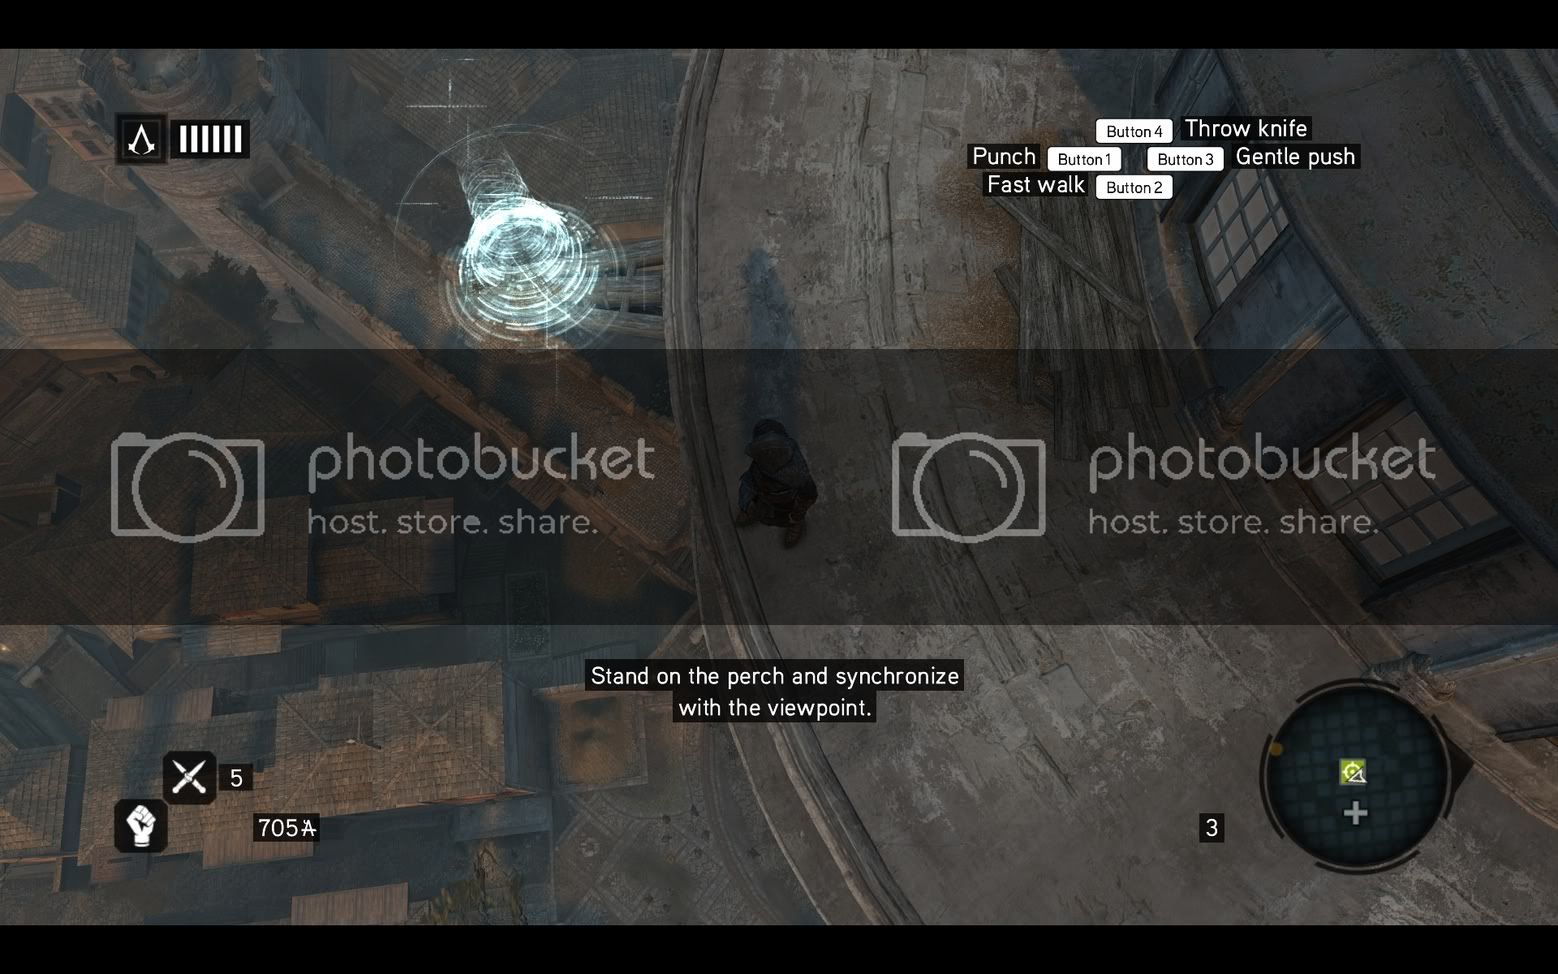 Button 4 Throw knife
Punch Button 1 Button 3 Gentle push
Fast walk Button 2
photobucket photobucket
host. store. share. host. store. share.
Stand on the perch and synchronize
with the viewpoint.
5
705
3